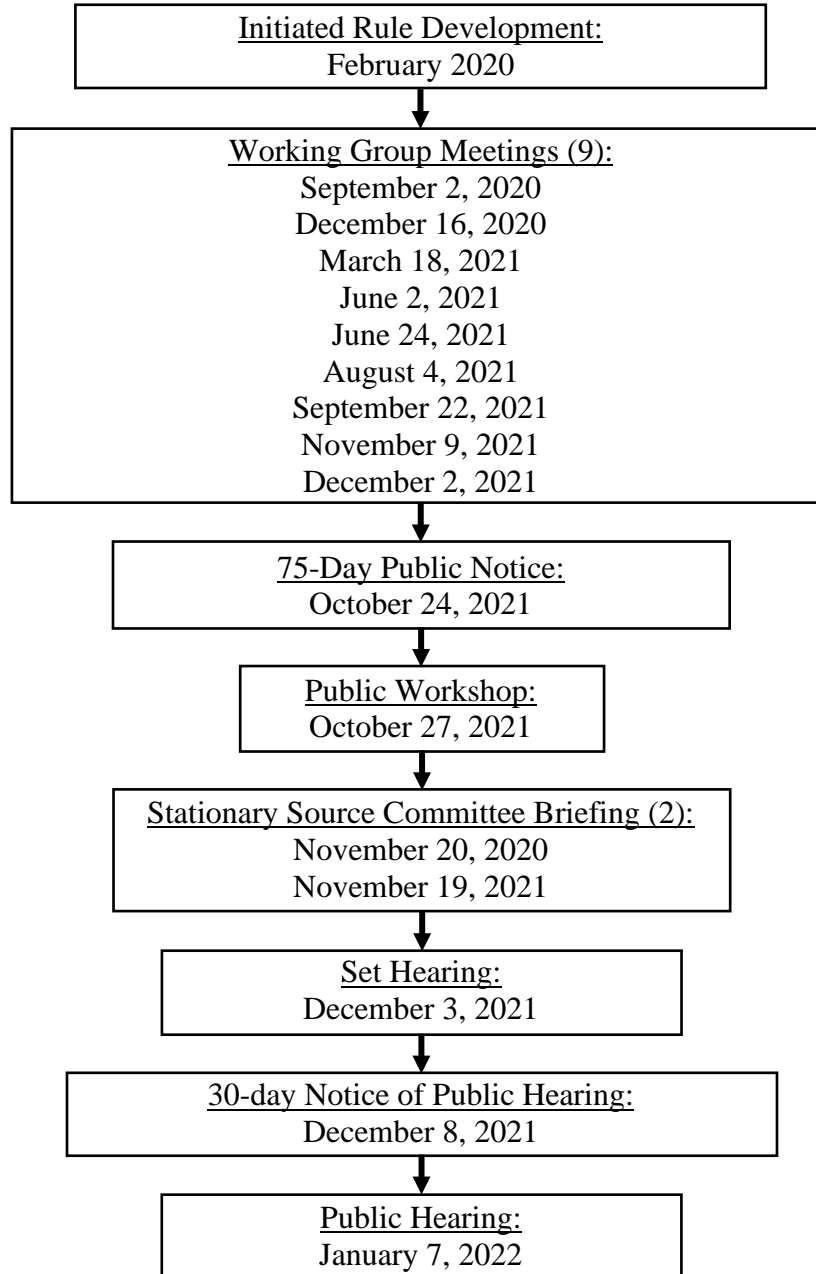 Initiated Rule Development:
February 2020
Working Group Meetings (9):
September 2, 2020
December 16, 2020
March 18, 2021
June 2, 2021
June 24, 2021
August 4, 2021
September 22, 2021
November 9, 2021
December 2, 2021
75-Day Public Notice:
October 24, 2021
Public Workshop:
October 27, 2021
Stationary Source Committee Briefing (2):
November 20, 2020
November 19, 2021
Set Hearing:
December 3, 2021
30-day Notice of Public Hearing:
December 8, 2021
Public Hearing:
January 7, 2022